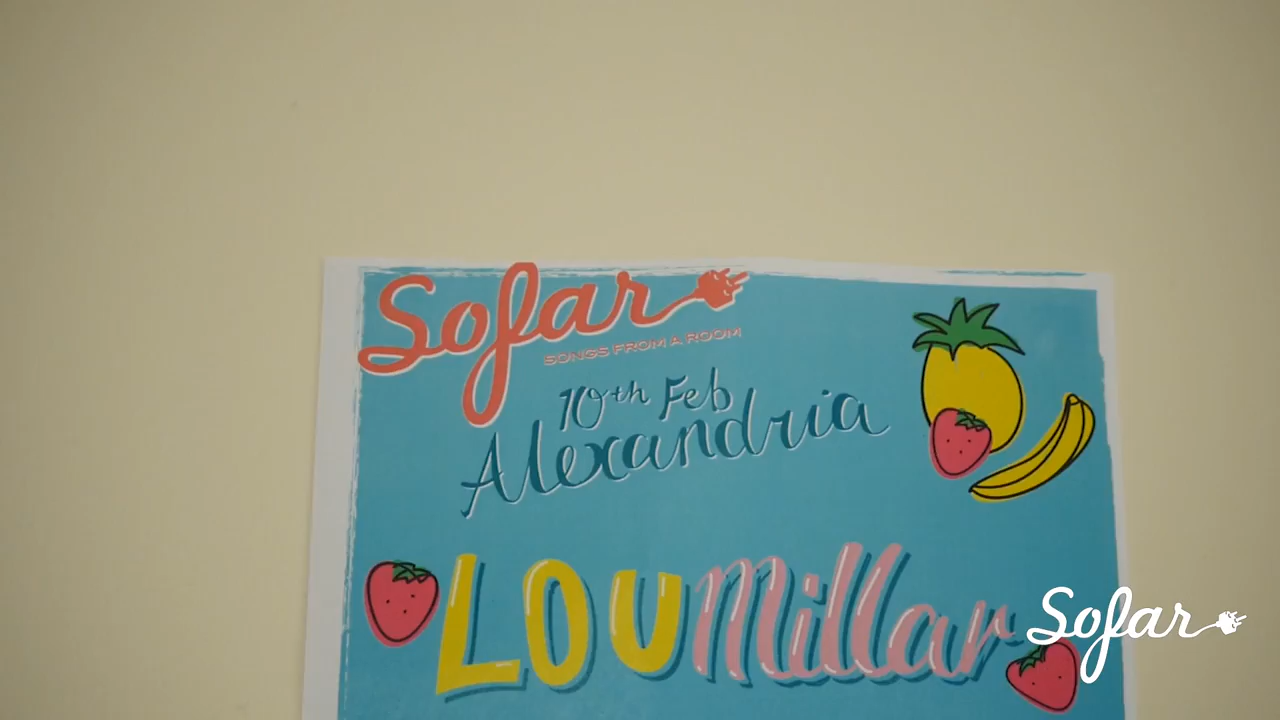 Sofar
SONGS FROM A ROOM
10th Feb
Alexandria
LOU Millar
Sofar